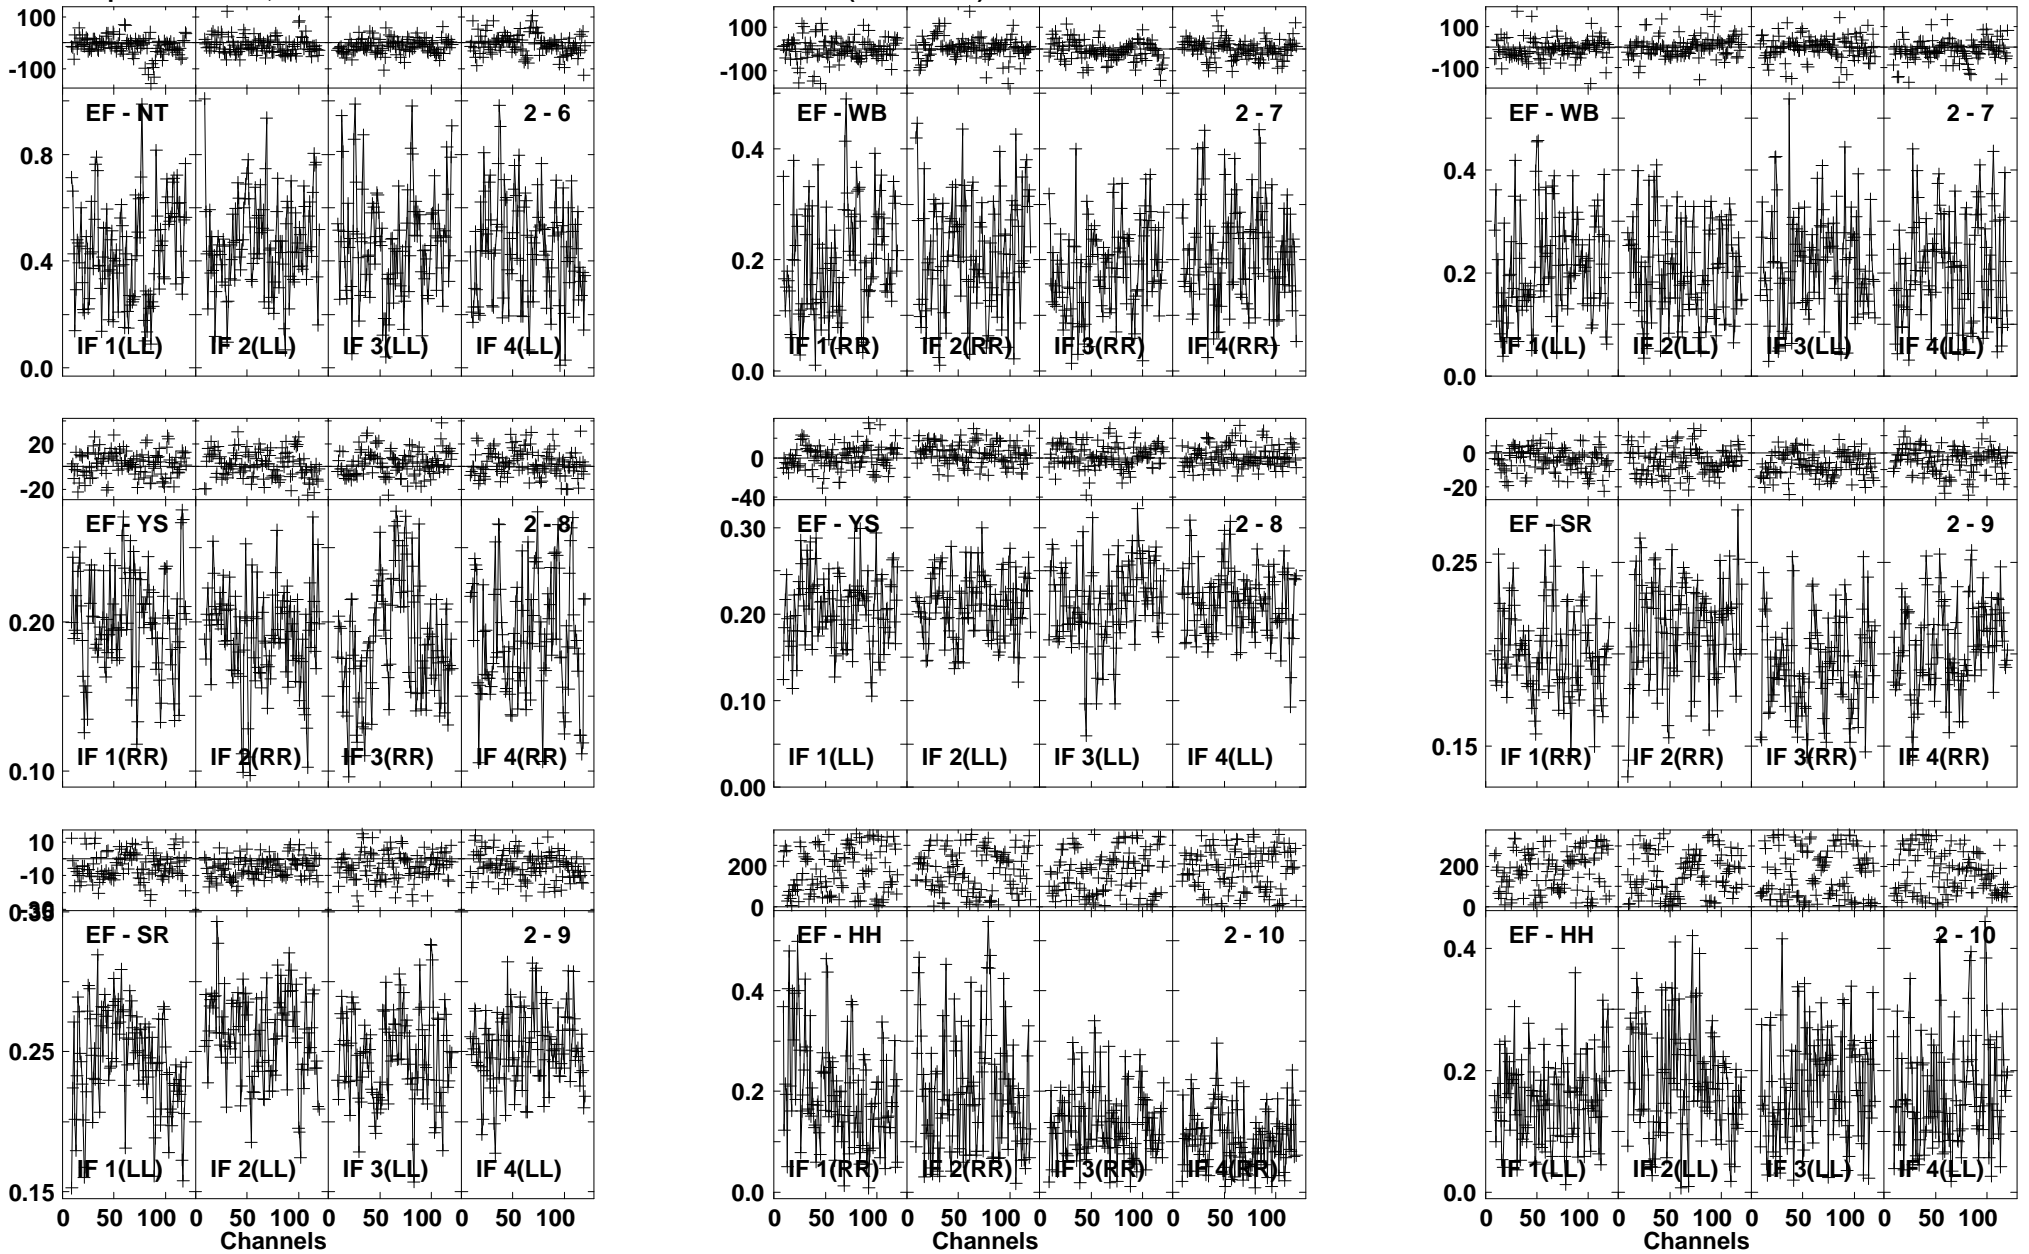 100
-100
EF - NT
2 - 6
0.8
0.4
0.0
IF 1(LL)
IF 2(LL)
IF 3(LL)
IF 4(LL)
100
-100
EF - WB
2 - 7
0.4
0.2
0.0
IF 1(RR)
IF 2(RR)
IF 3(RR)
IF 4(RR)
100
-100
EF - WB
2 - 7
0.4
0.2
0.0
IF 1(LL)
IF 2(LL)
IF 3(LL)
IF 4(LL)
20
-20
EF - YS
2 - 8
0.20
0.10
IF 1(RR)
IF 2(RR)
IF 3(RR)
IF 4(RR)
0
-40
EF - YS
2 - 8
0.30
0.20
0.10
0.00
IF 1(LL)
IF 2(LL)
IF 3(LL)
IF 4(LL)
0
-20
EF - SR
2 - 9
0.25
0.15
IF 1(RR)
IF 2(RR)
IF 3(RR)
IF 4(RR)
10
-10
-30
0.35
EF - SR
2 - 9
0.25
0.15
IF 1(LL)
IF 2(LL)
IF 3(LL)
IF 4(LL)
0 50 100 0 50 100 0 50 100 0 50 100
Channels
200
0
EF - HH
2 - 10
0.4
0.2
0.0
IF 1(RR)
IF 2(RR)
IF 3(RR)
IF 4(RR)
0 50 100 0 50 100 0 50 100 0 50 100
Channels
200
0
EF - HH
2 - 10
0.4
0.2
0.0
IF 1(LL)
IF 2(LL)
IF 3(LL)
IF 4(LL)
0 50 100 0 50 100 0 50 100 0 50 100
Channels